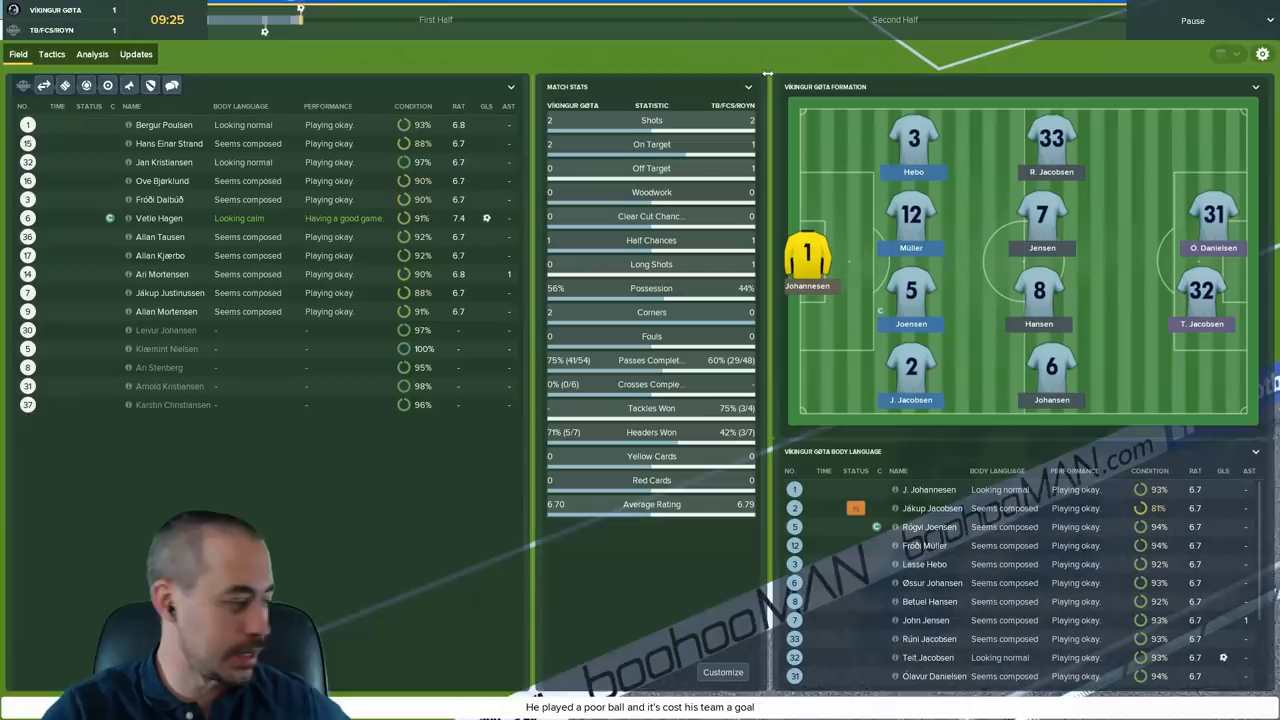 VÍKINGUR GØTA 1
TB/FCS/ROYN 1
09:25
First Half
Second Half
Pause
Field Tactics Analysis Updates
NO. TIME STATUS C NAME BODY LANGUAGE PERFORMANCE CONDITION RAT GLS AST
1 Bergur Poulsen Looking normal Playing okay. 93% 6.8 -
15 Hans Einar Strand Seems composed Playing okay. 88% 6.7 -
32 Jan Kristiansen Looking normal Playing okay. 97% 6.7 -
16 Ove Bjørklund Seems composed Playing okay. 90% 6.7 -
3 Fróði Dalbúð Seems composed Playing okay. 90% 6.7 -
6 C Vetle Hagen Looking calm Having a good game. 91% 7.4 -
36 Allan Tausen Seems composed Playing okay. 92% 6.7 -
17 Allan Kjærbo Seems composed Playing okay. 92% 6.7 -
14 Ari Mortensen Seems composed Playing okay. 90% 6.8 1
7 Jákup Justinussen Seems composed Playing okay. 88% 6.7 -
9 Allan Mortensen Seems composed Playing okay. 91% 6.7 -
30 Leivur Johansen - - 97% - -
5 Klæmint Nielsen - - 100% - -
8 Ari Stenberg - - 95% - -
31 Arnold Kristiansen - - 98% - -
37 Karstin Christiansen - - 96% - -
MATCH STATS
VÍKINGUR GØTA STATISTIC TB/FCS/ROYN
2 Shots 2
2 On Target 1
0 Off Target 1
0 Woodwork 0
0 Clear Cut Chanc... 0
1 Half Chances 1
0 Long Shots 1
56% Possession 44%
2 Corners 0
0 Fouls 0
75% (41/54) Passes Complet... 60% (29/48)
0% (0/6) Crosses Comple... -
- Tackles Won 75% (3/4)
71% (5/7) Headers Won 42% (3/7)
0 Yellow Cards 0
0 Red Cards 0
6.70 Average Rating 6.79
Customize
VÍKINGUR GØTA FORMATION
3 33
Hebo R. Jacobsen
12 7 31
Müller Jensen Ó. Danielsen
1
Johannesen
5 8 32
C Joensen Hansen T. Jacobsen
2 6
J. Jacobsen Johansen
VÍKINGUR GØTA BODY LANGUAGE
NO. TIME STATUS C NAME BODY LANGUAGE PERFORMANCE CONDITION RAT GLS AST
1 J. Johannesen Looking normal Playing okay. 93% 6.7 -
2 Jákup Jacobsen Seems composed Playing okay. 81% 6.7 -
5 C Rógvi Joensen Seems composed Playing okay. 94% 6.7 -
12 Fróði Müller Seems composed Playing okay. 94% 6.7 -
3 Lasse Hebo Seems composed Playing okay. 92% 6.7 -
6 Øssur Johansen Seems composed Playing okay. 93% 6.7 -
8 Betuel Hansen Seems composed Playing okay. 92% 6.7 -
7 John Jensen Seems composed Playing okay. 93% 6.7 1
33 Rúni Jacobsen Seems composed Playing okay. 93% 6.7 -
32 Teit Jacobsen Looking normal Playing okay. 93% 6.7 -
31 Ólavur Danielsen Seems composed Playing okay. 94% 6.7 -
boohooMAN boohooMAN.com
He played a poor ball and it's cost his team a goal